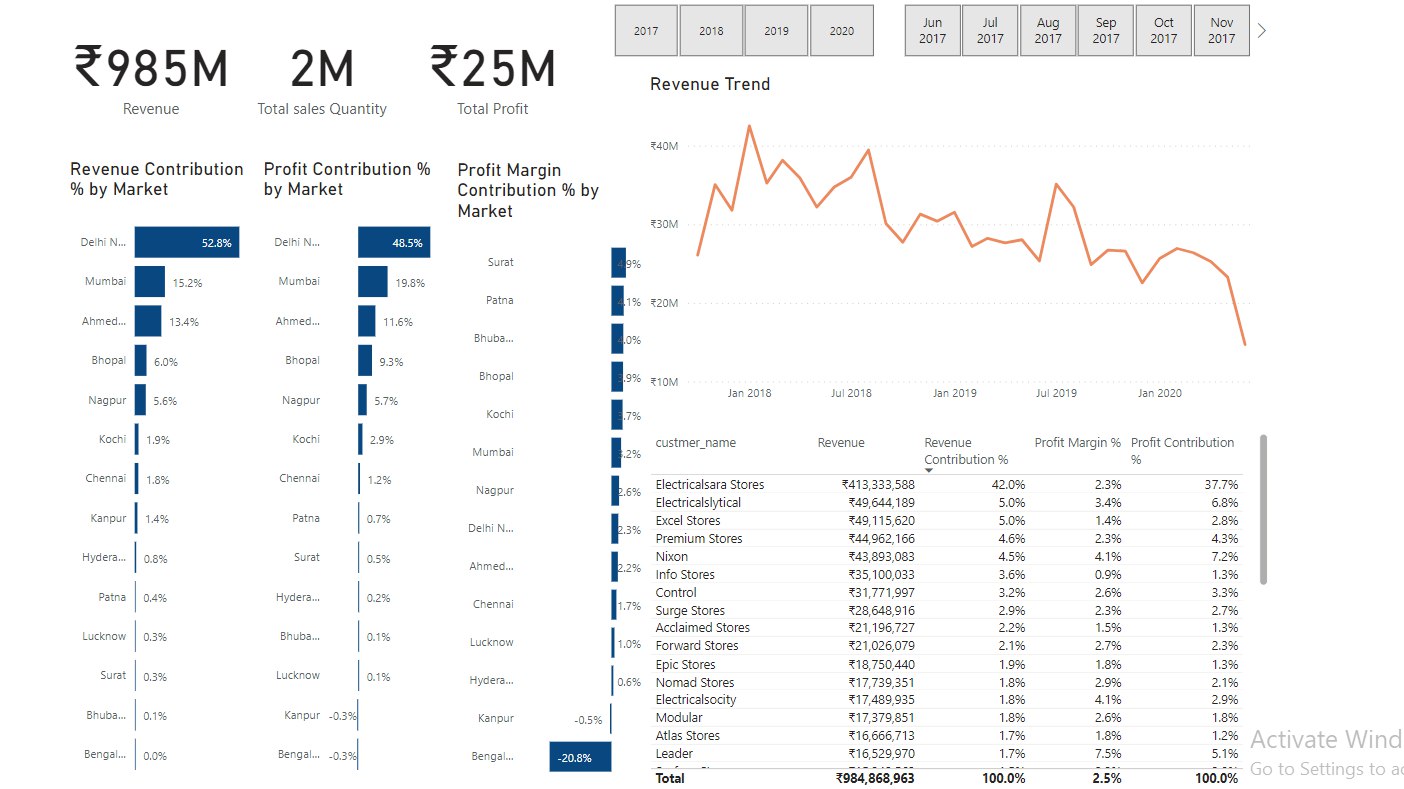 2017 2018 2019 2020
Jun 2017 Jul 2017 Aug 2017 Sep 2017 Oct 2017 Nov 2017
₹985M
Revenue
2M
Total sales Quantity
₹25M
Total Profit
Revenue Contribution
% by Market
Delhi N... 52.8%
Mumbai 15.2%
Ahmed... 13.4%
Bhopal 6.0%
Nagpur 5.6%
Kochi 1.9%
Chennai 1.8%
Kanpur 1.4%
Hydera... 0.8%
Patna 0.4%
Lucknow 0.3%
Surat 0.3%
Bhuba... 0.1%
Bengal... 0.0%
Profit Contribution %
by Market
Delhi N... 48.5%
Mumbai 19.8%
Ahmed... 11.6%
Bhopal 9.3%
Nagpur 5.7%
Kochi 2.9%
Chennai 1.2%
Patna 0.7%
Surat 0.5%
Hydera... 0.2%
Bhuba... 0.1%
Lucknow 0.1%
Kanpur -0.3%
Bengal... -0.3%
Profit Margin
Contribution % by
Market
Surat 4.9%
Patna 4.1%
Bhuba... 4.0%
Bhopal 3.9%
Kochi 3.7%
Mumbai 3.2%
Nagpur 2.6%
Delhi N... 2.3%
Ahmed... 2.2%
Chennai 1.7%
Lucknow 1.0%
Hydera... 0.6%
Kanpur -0.5%
Bengal... -20.8%
Revenue Trend
₹40M
₹30M
₹20M
₹10M
Jan 2018 Jul 2018 Jan 2019 Jul 2019 Jan 2020
custmer_name Revenue Revenue Contribution % Profit Margin % Profit Contribution %
Electricalsara Stores ₹413,333,588 42.0% 2.3% 37.7%
Electricalslytical ₹49,644,189 5.0% 3.4% 6.8%
Excel Stores ₹49,115,620 5.0% 1.4% 2.8%
Premium Stores ₹44,962,166 4.6% 2.3% 4.3%
Nixon ₹43,893,083 4.5% 4.1% 7.2%
Info Stores ₹35,100,033 3.6% 0.9% 1.3%
Control ₹31,771,997 3.2% 2.6% 3.3%
Surge Stores ₹28,648,916 2.9% 2.3% 2.7%
Acclaimed Stores ₹21,196,727 2.2% 1.5% 1.3%
Forward Stores ₹21,026,079 2.1% 2.7% 2.3%
Epic Stores ₹18,750,440 1.9% 1.8% 1.3%
Nomad Stores ₹17,739,351 1.8% 2.9% 2.1%
Electricalsocity ₹17,489,935 1.8% 4.1% 2.9%
Modular ₹17,379,851 1.8% 2.6% 1.8%
Atlas Stores ₹16,666,713 1.7% 1.8% 1.2%
Leader ₹16,529,970 1.7% 7.5% 5.1%
Total ₹984,868,963 100.0% 2.5% 100.0%
Activate Wind
Go to Settings to ac